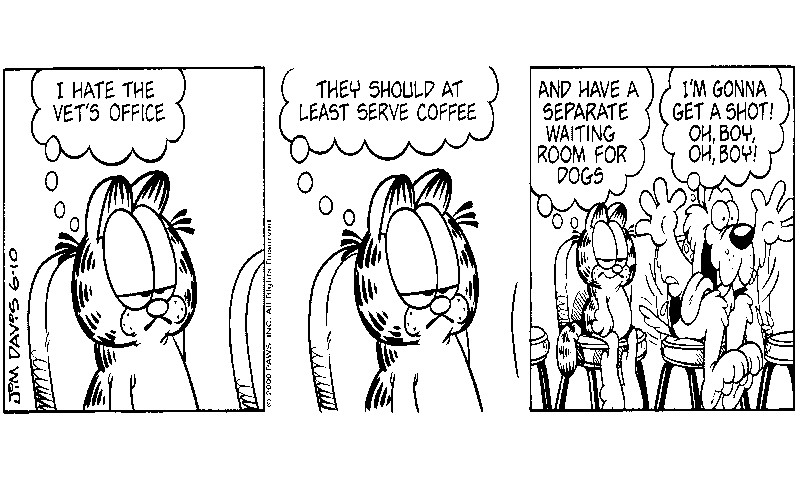 I HATE THE
VET'S OFFICE
JIM DAVIS 6-10
© 2000 PAWS, INC. All Rights Reserved.
THEY SHOULD AT
LEAST SERVE COFFEE
AND HAVE A
SEPARATE
WAITING
ROOM FOR
DOGS
I'M GONNA
GET A SHOT!
OH, BOY,
OH, BOY!